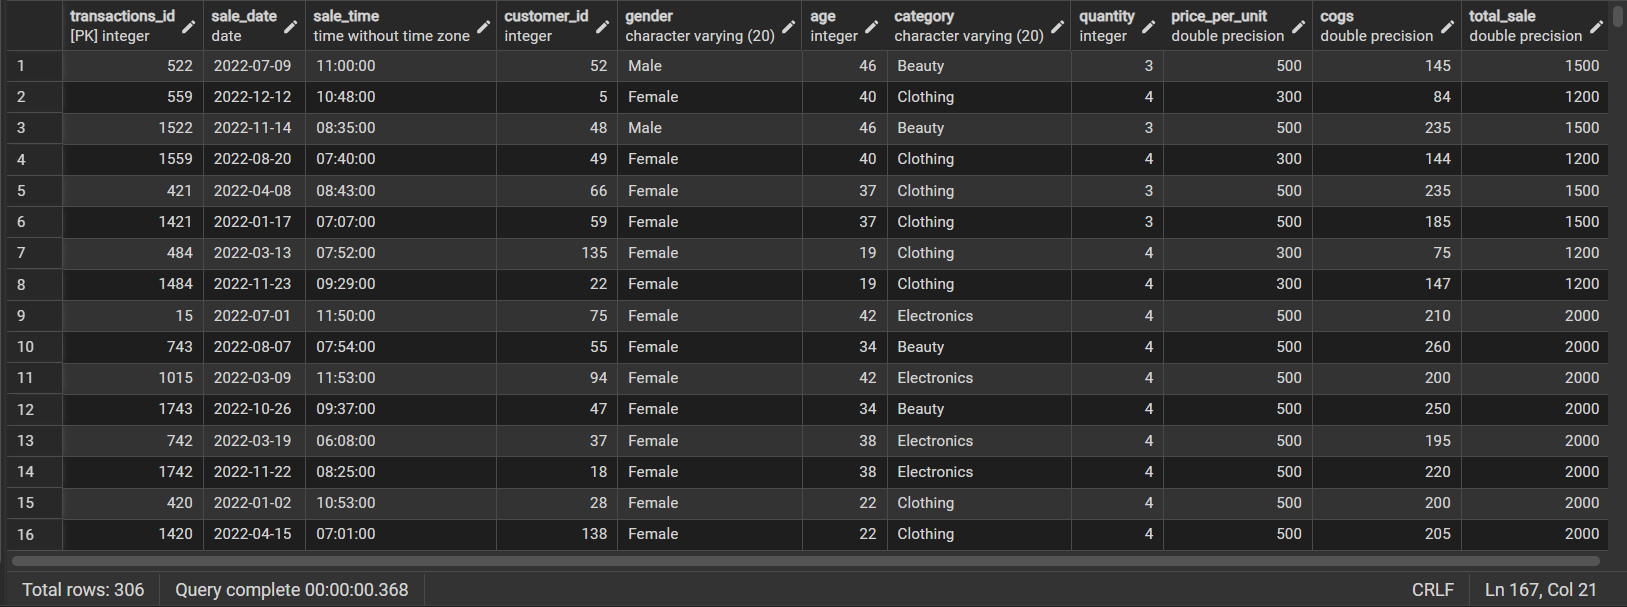 transactions_id sale_date sale_time customer_id gender age category quantity price_per_unit cogs total_sale
[PK] integer date time without time zone integer character varying (20) integer character varying (20) integer double precision double precision double precision
1 522 2022-07-09 11:00:00 52 Male 46 Beauty 3 500 145 1500
2 559 2022-12-12 10:48:00 5 Female 40 Clothing 4 300 84 1200
3 1522 2022-11-14 08:35:00 48 Male 46 Beauty 3 500 235 1500
4 1559 2022-08-20 07:40:00 49 Female 40 Clothing 4 300 144 1200
5 421 2022-04-08 08:43:00 66 Female 37 Clothing 3 500 235 1500
6 1421 2022-01-17 07:07:00 59 Female 37 Clothing 3 500 185 1500
7 484 2022-03-13 07:52:00 135 Female 19 Clothing 4 300 75 1200
8 1484 2022-11-23 09:29:00 22 Female 19 Clothing 4 300 147 1200
9 15 2022-07-01 11:50:00 75 Female 42 Electronics 4 500 210 2000
10 743 2022-08-07 07:54:00 55 Female 34 Beauty 4 500 260 2000
11 1015 2022-03-09 11:53:00 94 Female 42 Electronics 4 500 200 2000
12 1743 2022-10-26 09:37:00 47 Female 34 Beauty 4 500 250 2000
13 742 2022-03-19 06:08:00 37 Female 38 Electronics 4 500 195 2000
14 1742 2022-11-22 08:25:00 18 Female 38 Electronics 4 500 220 2000
15 420 2022-01-02 10:53:00 28 Female 22 Clothing 4 500 200 2000
16 1420 2022-04-15 07:01:00 138 Female 22 Clothing 4 500 205 2000
Total rows: 306 Query complete 00:00:00.368 CRLF Ln 167, Col 21